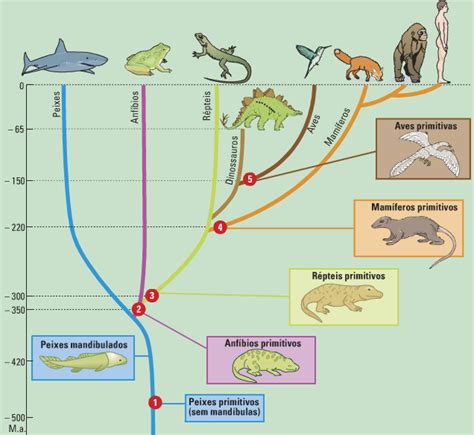 0
Peixes
Anfíbios
Répteis
Dinossauros
Aves
Mamíferos
– 65
Aves primitivas
– 150
5
Mamíferos primitivos
– 220
4
Répteis primitivos
– 300
3
– 350
2
Peixes mandibulados
Anfíbios primitivos
– 420
1
Peixes primitivos
(sem mandíbulas)
– 500
M.a.